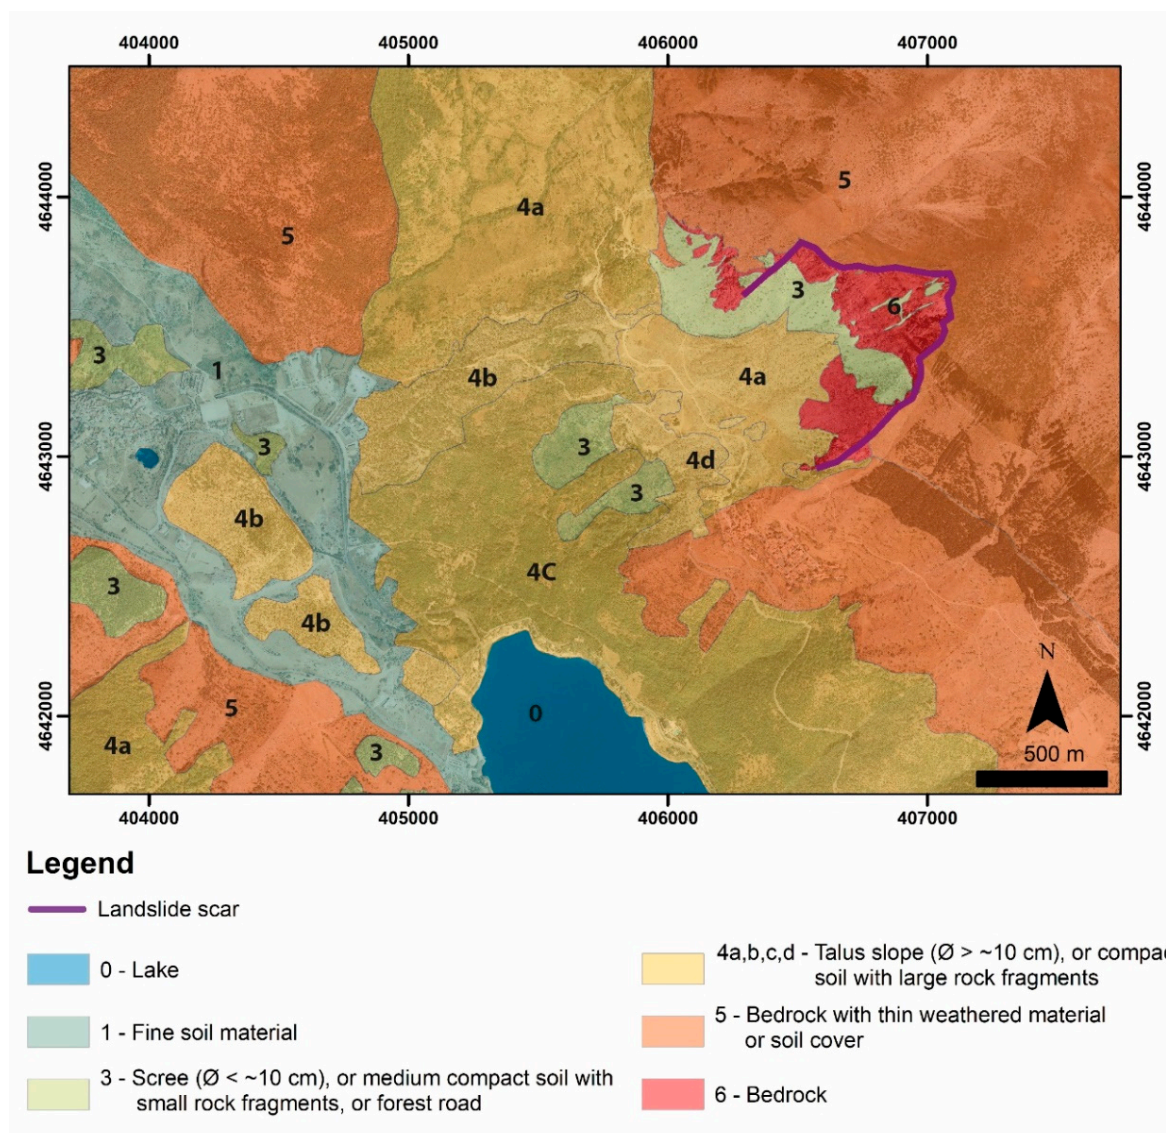 404000 405000 406000 407000
4644000 4644000
5
4a
5
3
6
3
1
4b
4a
3
3
4d
3
4b
4C
3
4b
N
5
0
4642000 4643000 4642000 4643000
4a
3
500 m
404000 405000 406000 407000
Legend
Landslide scar
0 - Lake
1 - Fine soil material
3 - Scree (Ø < ~10 cm), or medium compact soil with
small rock fragments, or forest road
4a,b,c,d - Talus slope (Ø > ~10 cm), or compac
soil with large rock fragments
5 - Bedrock with thin weathered material
or soil cover
6 - Bedrock